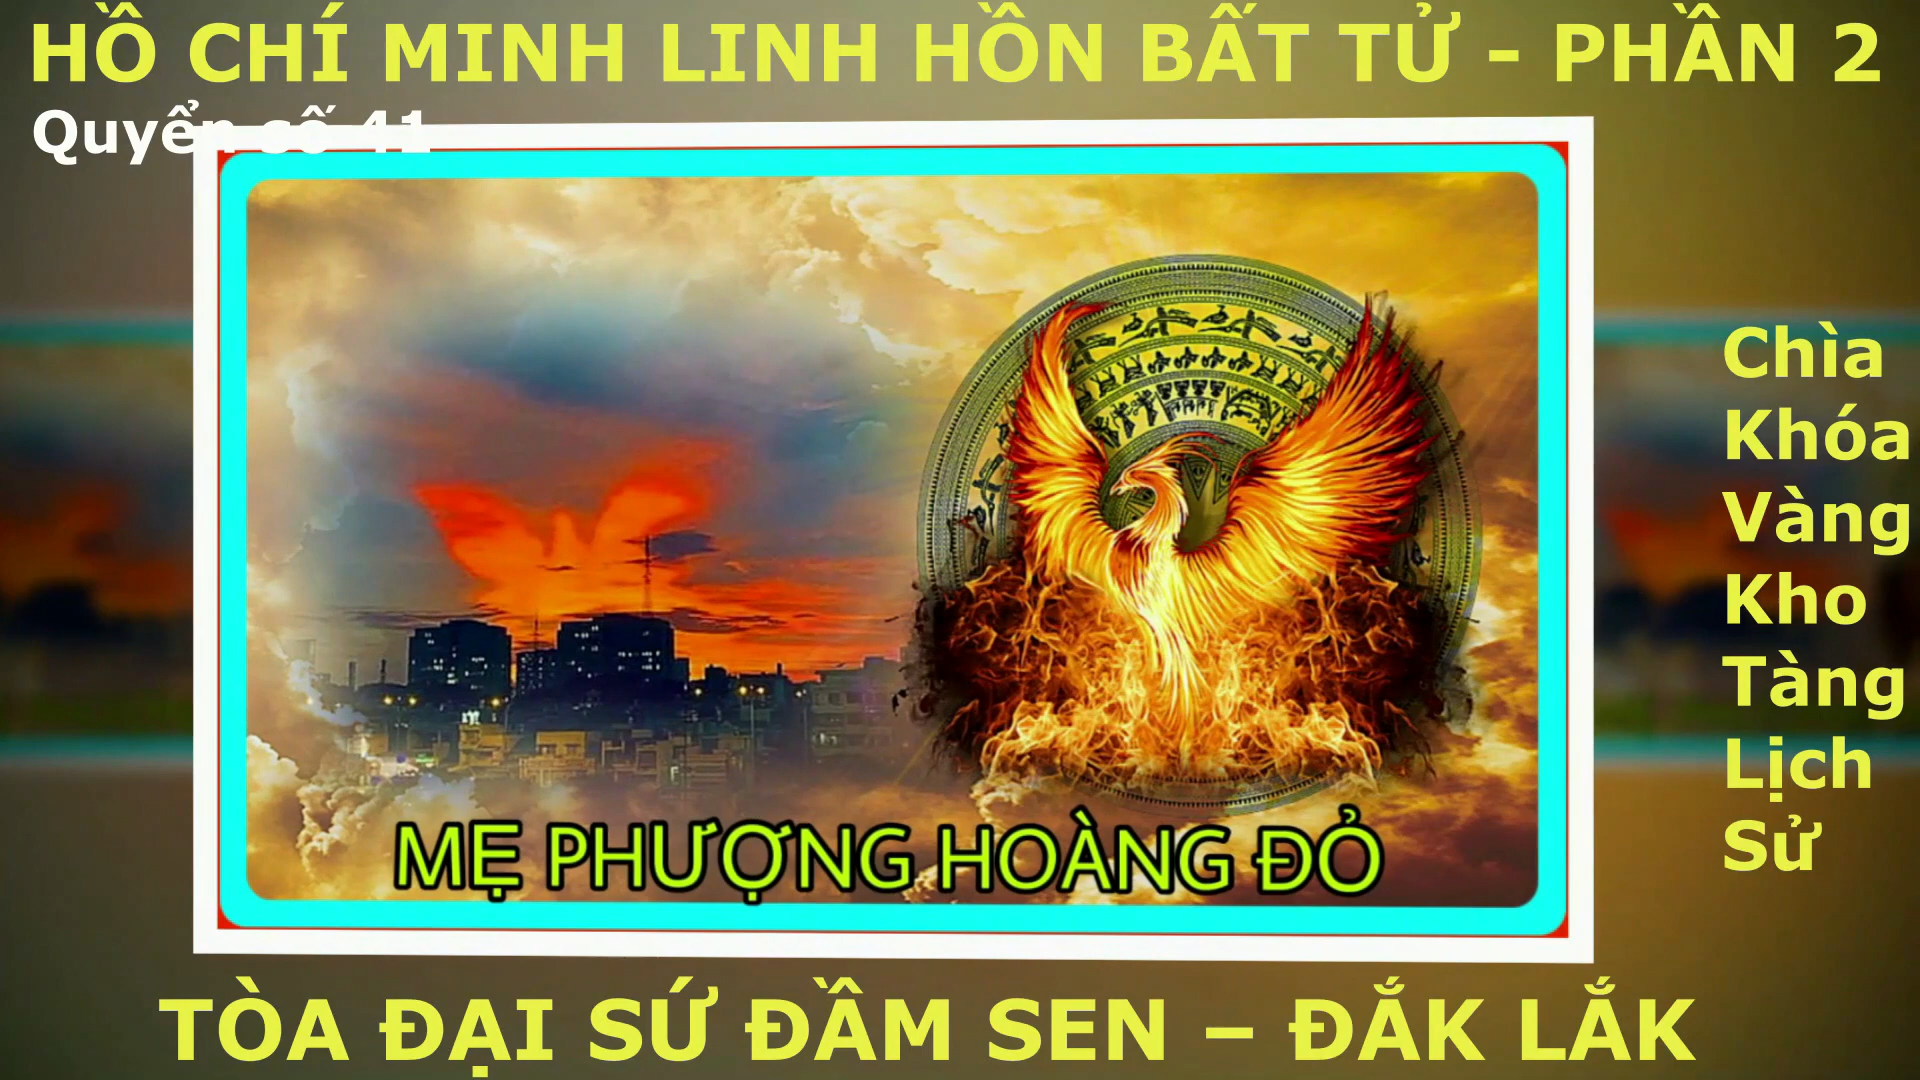 HỒ CHÍ MINH LINH HỒN BẤT TỬ - PHẦN 2
Quyển số 41
Chìa
Khóa
Vàng
Kho
Tàng
Lịch
Sử
MẸ PHƯỢNG HOÀNG ĐỎ
TÒA ĐẠI SỨ ĐẦM SEN – ĐẮK LẮK